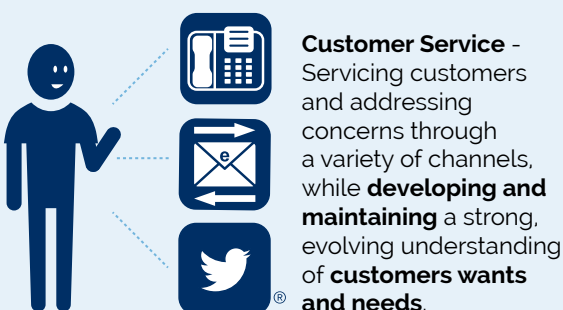 Customer Service -
Servicing customers
and addressing
concerns through
a variety of channels,
while developing and
maintaining a strong,
evolving understanding
of customers wants
and needs.
e
®